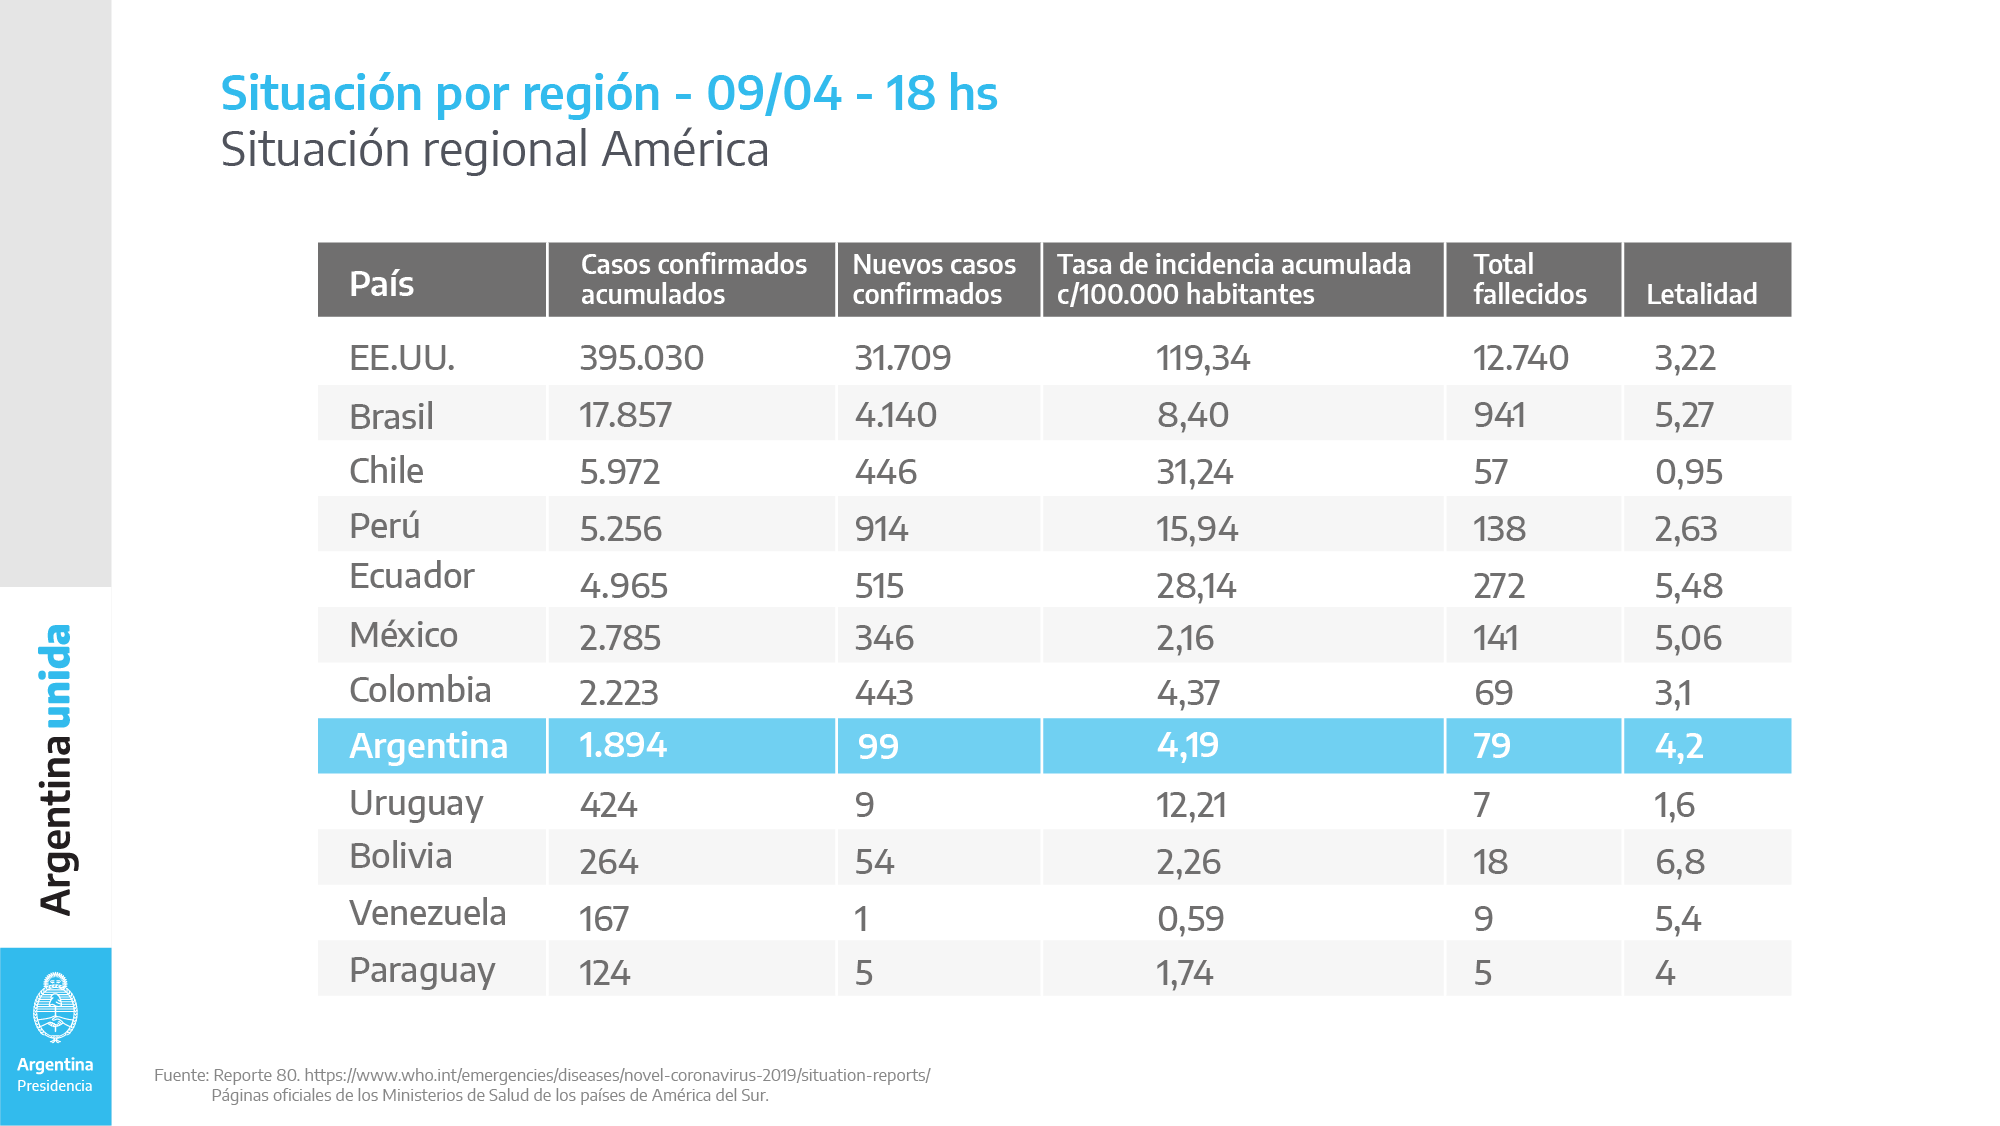 Situación por región - 09/04 - 18 hs
Situación regional América
País Casos confirmados acumulados Nuevos casos confirmados Tasa de incidencia acumulada c/100.000 habitantes Total fallecidos Letalidad
EE.UU. 395.030 31.709 119,34 12.740 3,22
Brasil 17.857 4.140 8,40 941 5,27
Chile 5.972 446 31,24 57 0,95
Perú 5.256 914 15,94 138 2,63
Ecuador 4.965 515 28,14 272 5,48
México 2.785 346 2,16 141 5,06
Colombia 2.223 443 4,37 69 3,1
Argentina 1.894 99 4,19 79 4,2
Uruguay 424 9 12,21 7 1,6
Bolivia 264 54 2,26 18 6,8
Venezuela 167 1 0,59 9 5,4
Paraguay 124 5 1,74 5 4
Argentina unida
Argentina
Presidencia
Fuente: Reporte 80. https://www.who.int/emergencies/diseases/novel-coronavirus-2019/situation-reports/
Páginas oficiales de los Ministerios de Salud de los países de América del Sur.